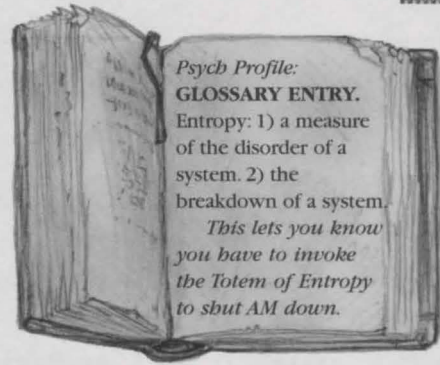 Psych Profile:
GLOSSARY ENTRY.
Entropy: 1) a measure
of the disorder of a
system. 2) the
breakdown of a system.
This lets you know
you have to invoke
the Totem of Entropy
to shut AM down.